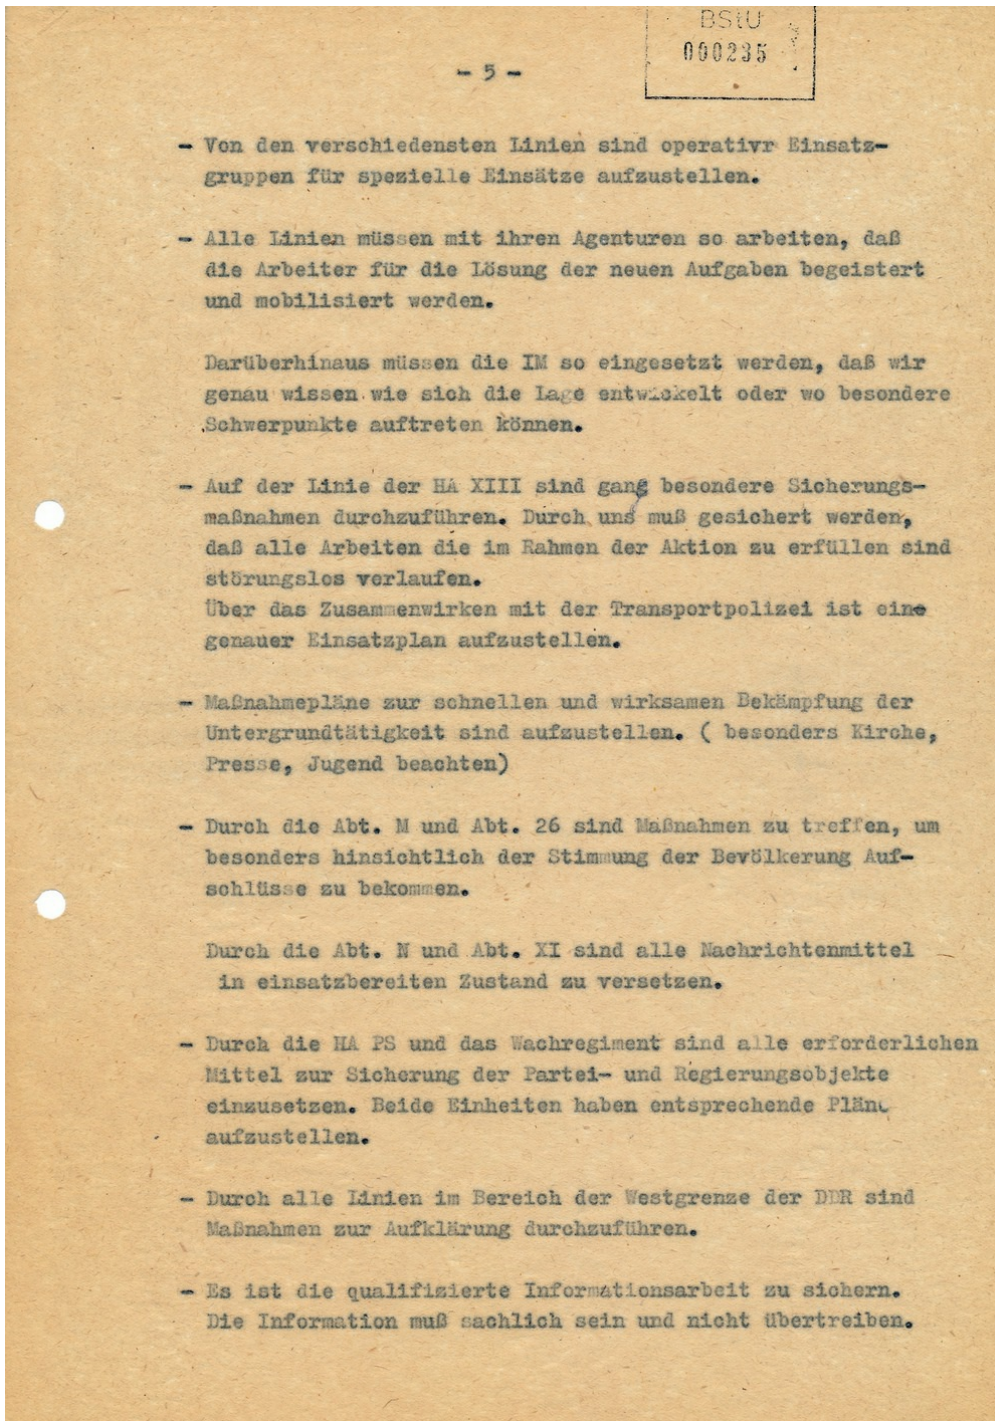 BStU
000235
- 5 -
- Von den verschiedensten Linien sind operativr Einsatz-
gruppen für spezielle Einsätze aufzustellen.
- Alle Linien müssen mit ihren Agenturen so arbeiten, daß
die Arbeiter für die Lösung der neuen Aufgaben begeistert
und mobilisiert werden.
Darüberhinaus müssen die IM so eingesetzt werden, daß wir
genau wissen wie sich die Lage entwickelt oder wo besondere
Schwerpunkte auftreten können.
- Auf der Linie der HA XIII sind gang besondere Sicherungs-
maßnahmen durchzuführen. Durch uns muß gesichert werden,
daß alle Arbeiten die im Rahmen der Aktion zu erfüllen sind
störungslos verlaufen.
Über das Zusammenwirken mit der Transportpolizei ist eine
genauer Einsatzplan aufzustellen.
- Maßnahmepläne zur schnellen und wirksamen Bekämpfung der
Untergrundtätigkeit sind aufzustellen. ( besonders Kirche,
Presse, Jugend beachten)
- Durch die Abt. M und Abt. 26 sind Maßnahmen zu treffen, um
besonders hinsichtlich der Stimmung der Bevölkerung Auf-
schlüsse zu bekommen.
Durch die Abt. N und Abt. XI sind alle Nachrichtenmittel
in einsatzbereiten Zustand zu versetzen.
- Durch die HA PS und das Wachregiment sind alle erforderlichen
Mittel zur Sicherung der Partei- und Regierungsobjekte
einzusetzen. Beide Einheiten haben entsprechende Pläne
aufzustellen.
- Durch alle Linien im Bereich der Westgrenze der DDR sind
Maßnahmen zur Aufklärung durchzuführen.
- Es ist die qualifizierte Informationsarbeit zu sichern.
Die Information muß sachlich sein und nicht übertreiben.